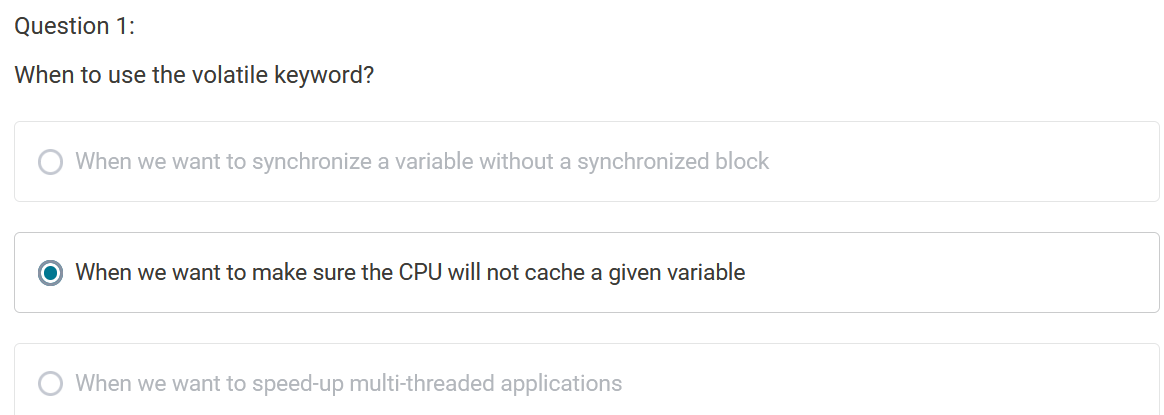 Question 1:
When to use the volatile keyword?
When we want to synchronize a variable without a synchronized block
When we want to make sure the CPU will not cache a given variable
When we want to speed-up multi-threaded applications